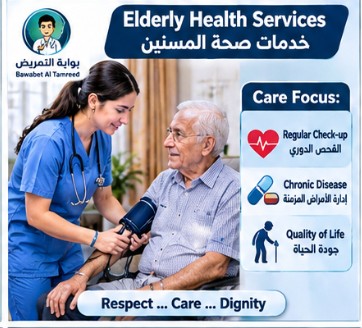 Elderly Health Services
خدمات صحة المسنين
بوابة التمريض
Bawabet Al Tamreed
Care Focus:
Regular Check-up
الفحص الدوري
Chronic Disease
إدارة الأمراض المزمنة
Quality of Life
جودة الحياة
Respect ... Care ... Dignity